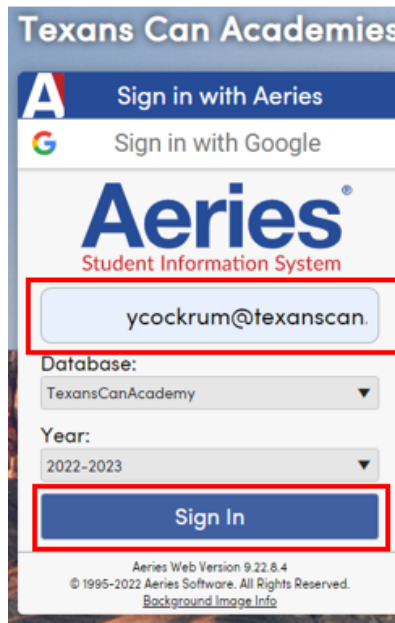 Texans Can Academies
Sign in with Aeries
Sign in with Google
Aeries®
Student Information System
ycockrum@texanscan.
Database:
TexansCanAcademy
Year:
2022-2023
Sign In
Aeries Web Version 9.22.8.4
© 1995-2022 Aeries Software. All Rights Reserved.
Background Image Info